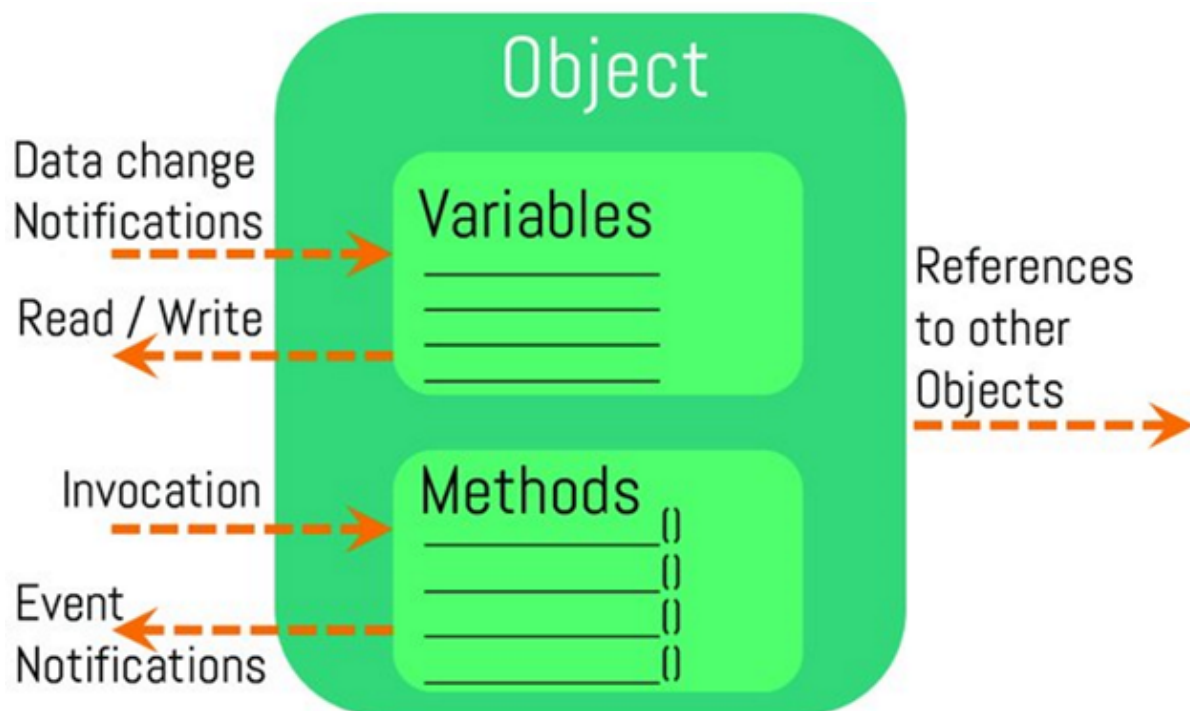 Object
Data change
Notifications
Read / Write
Variables
References
to other
Objects
Invocation
Event
Notifications
Methods
()
()
()
()